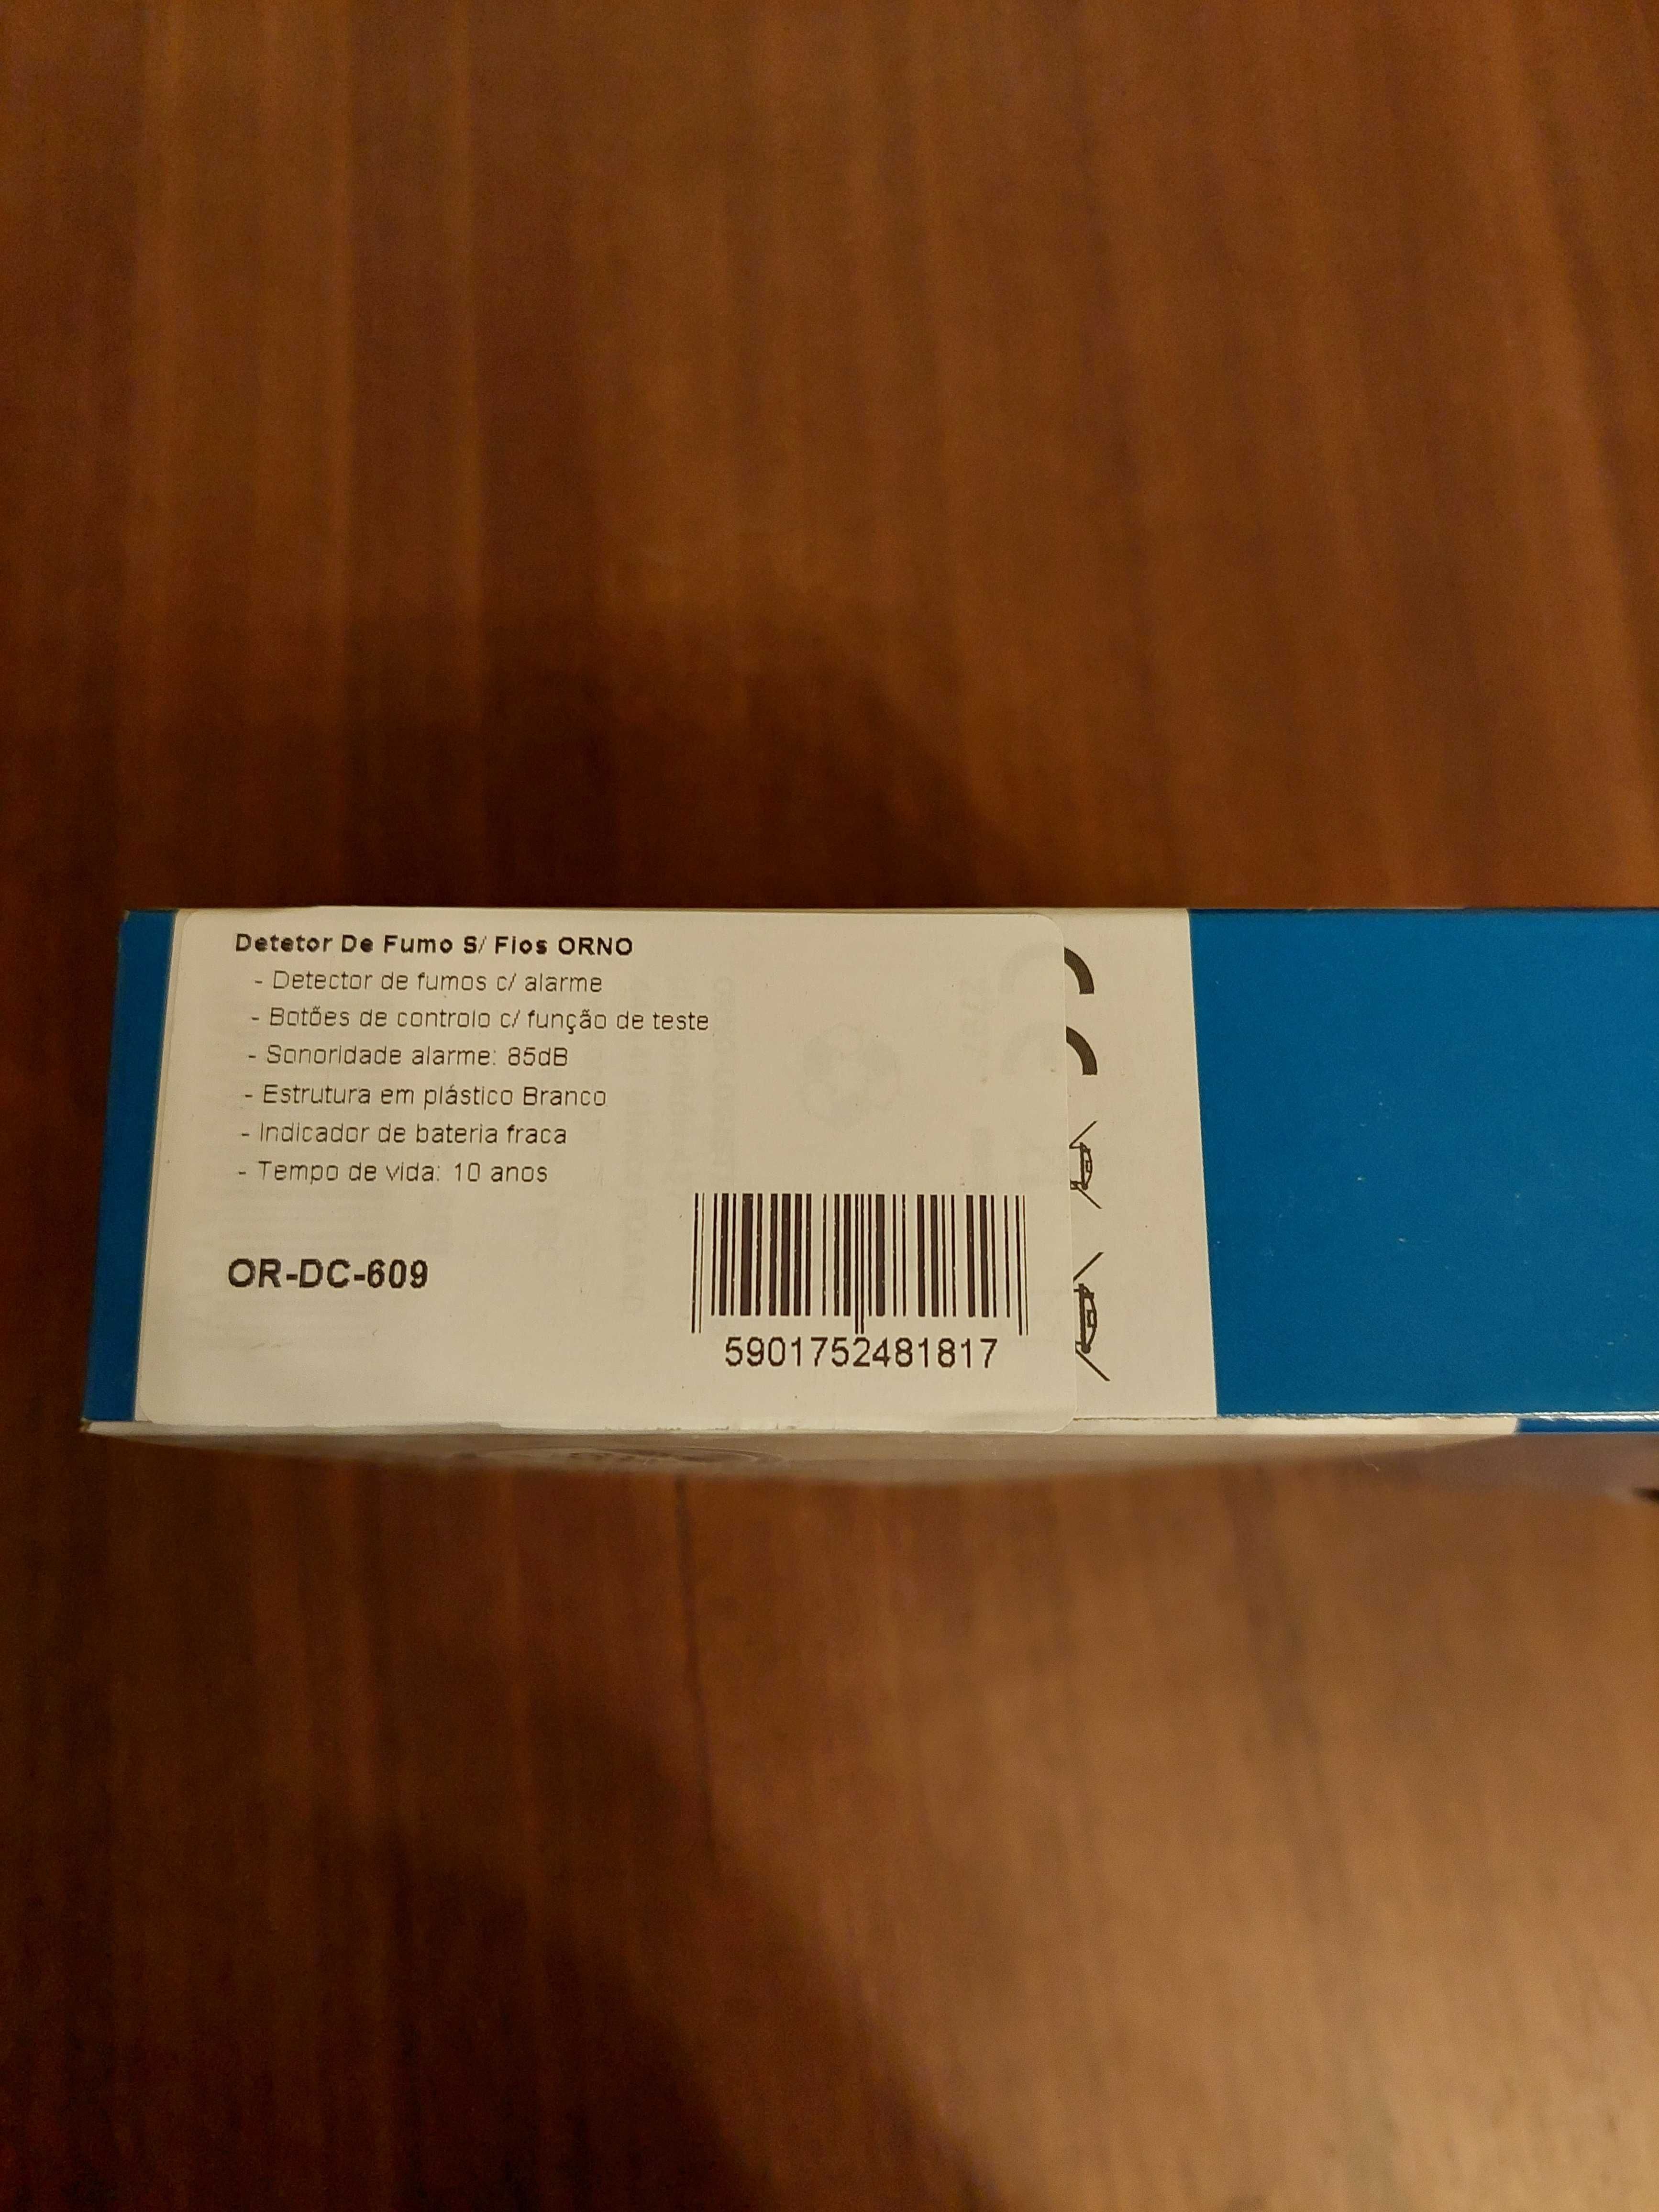 Detetor De Fumo S/ Fios ORNO
- Detector de fumos c/ alarme
- Botões de controlo c/ função de teste
- Sonoridade alarme: 85dB
- Estrutura em plástico Branco
- Indicador de bateria fraca
- Tempo de vida: 10 anos
OR-DC-609
5901752481817